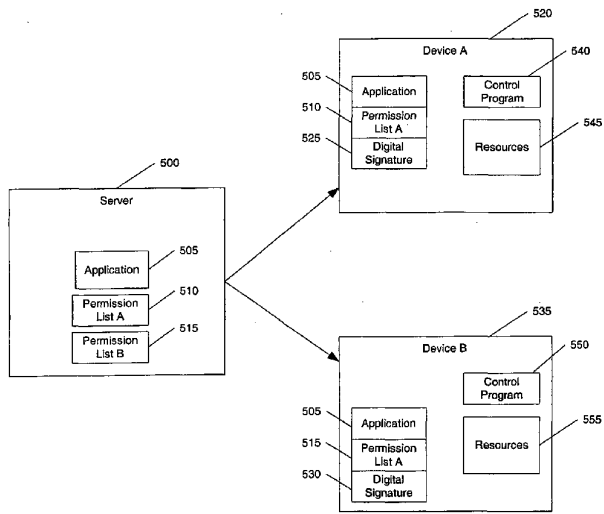 520
Device A
540
505
Application
Control
Program
510
Permission
List A
525
Digital
Signature
545
Resources
500
Server
505
Application
510
Permission
List A
515
Permission
List B
535
Device B
550
Control
Program
505
Application
555
515
Permission
List A
Resources
530
Digital
Signature